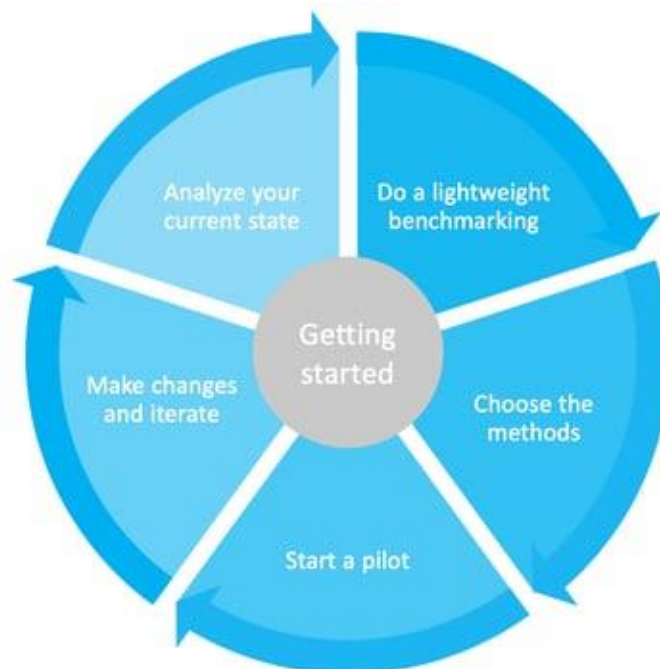 Analyze your
current state
Do a lightweight
benchmarking
Getting
started
Make changes
and iterate
Choose the
methods
Start a pilot